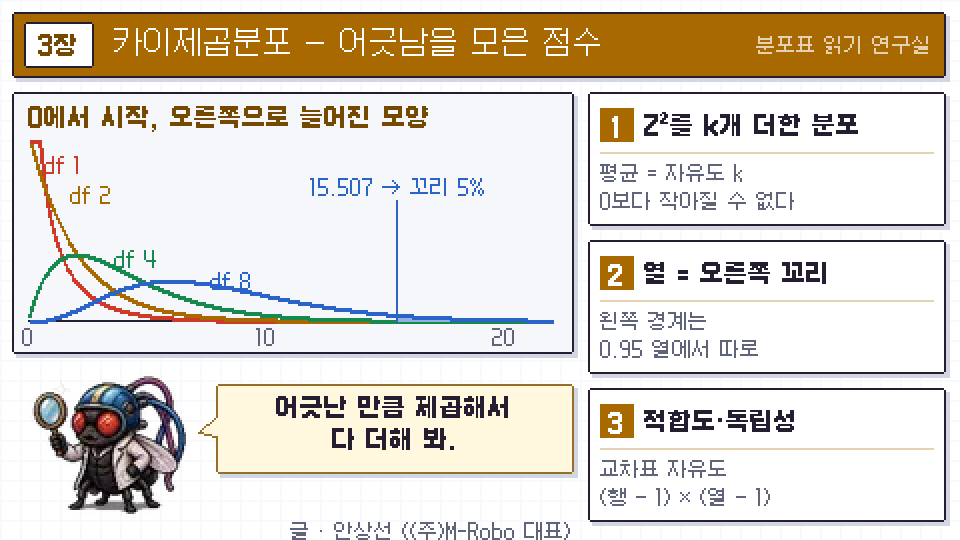 3장
카이제곱분포 – 어긋남을 모은 점수
분포표 읽기 연구실
0에서 시작, 오른쪽으로 늘어진 모양
df 1
df 2
15.507 → 꼬리 5%
df 4
df 8
0
10
20
어긋난 만큼 제곱해서
다 더해 봐.
글 · 안상선 ((주)M-Robo 대표)
1 Z²를 k개 더한 분포
평균 = 자유도 k
0보다 작아질 수 없다
2 열 = 오른쪽 꼬리
왼쪽 경계는
0.95 열에서 따로
3 적합도·독립성
교차표 자유도
(행 – 1) × (열 – 1)